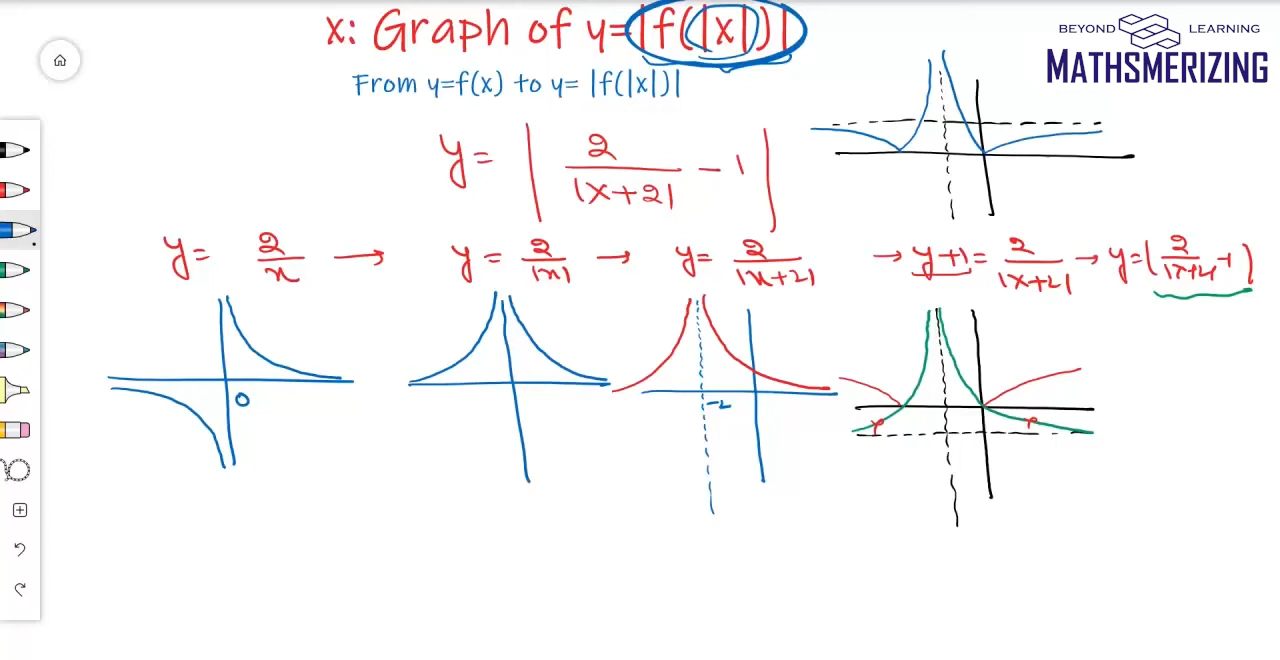 x: Graph of y=|f(|x|)|
BEYOND LEARNING
MATHSMERIZING
From y=f(x) to y= |f(|x|)|
y= | 2/|x+2| - 1 |
y= 2/x → y= 2/|x| → y= 2/|x+2| → y+1 = 2/|x+2| → y=| 2/|x+2| -1 |
0
-2